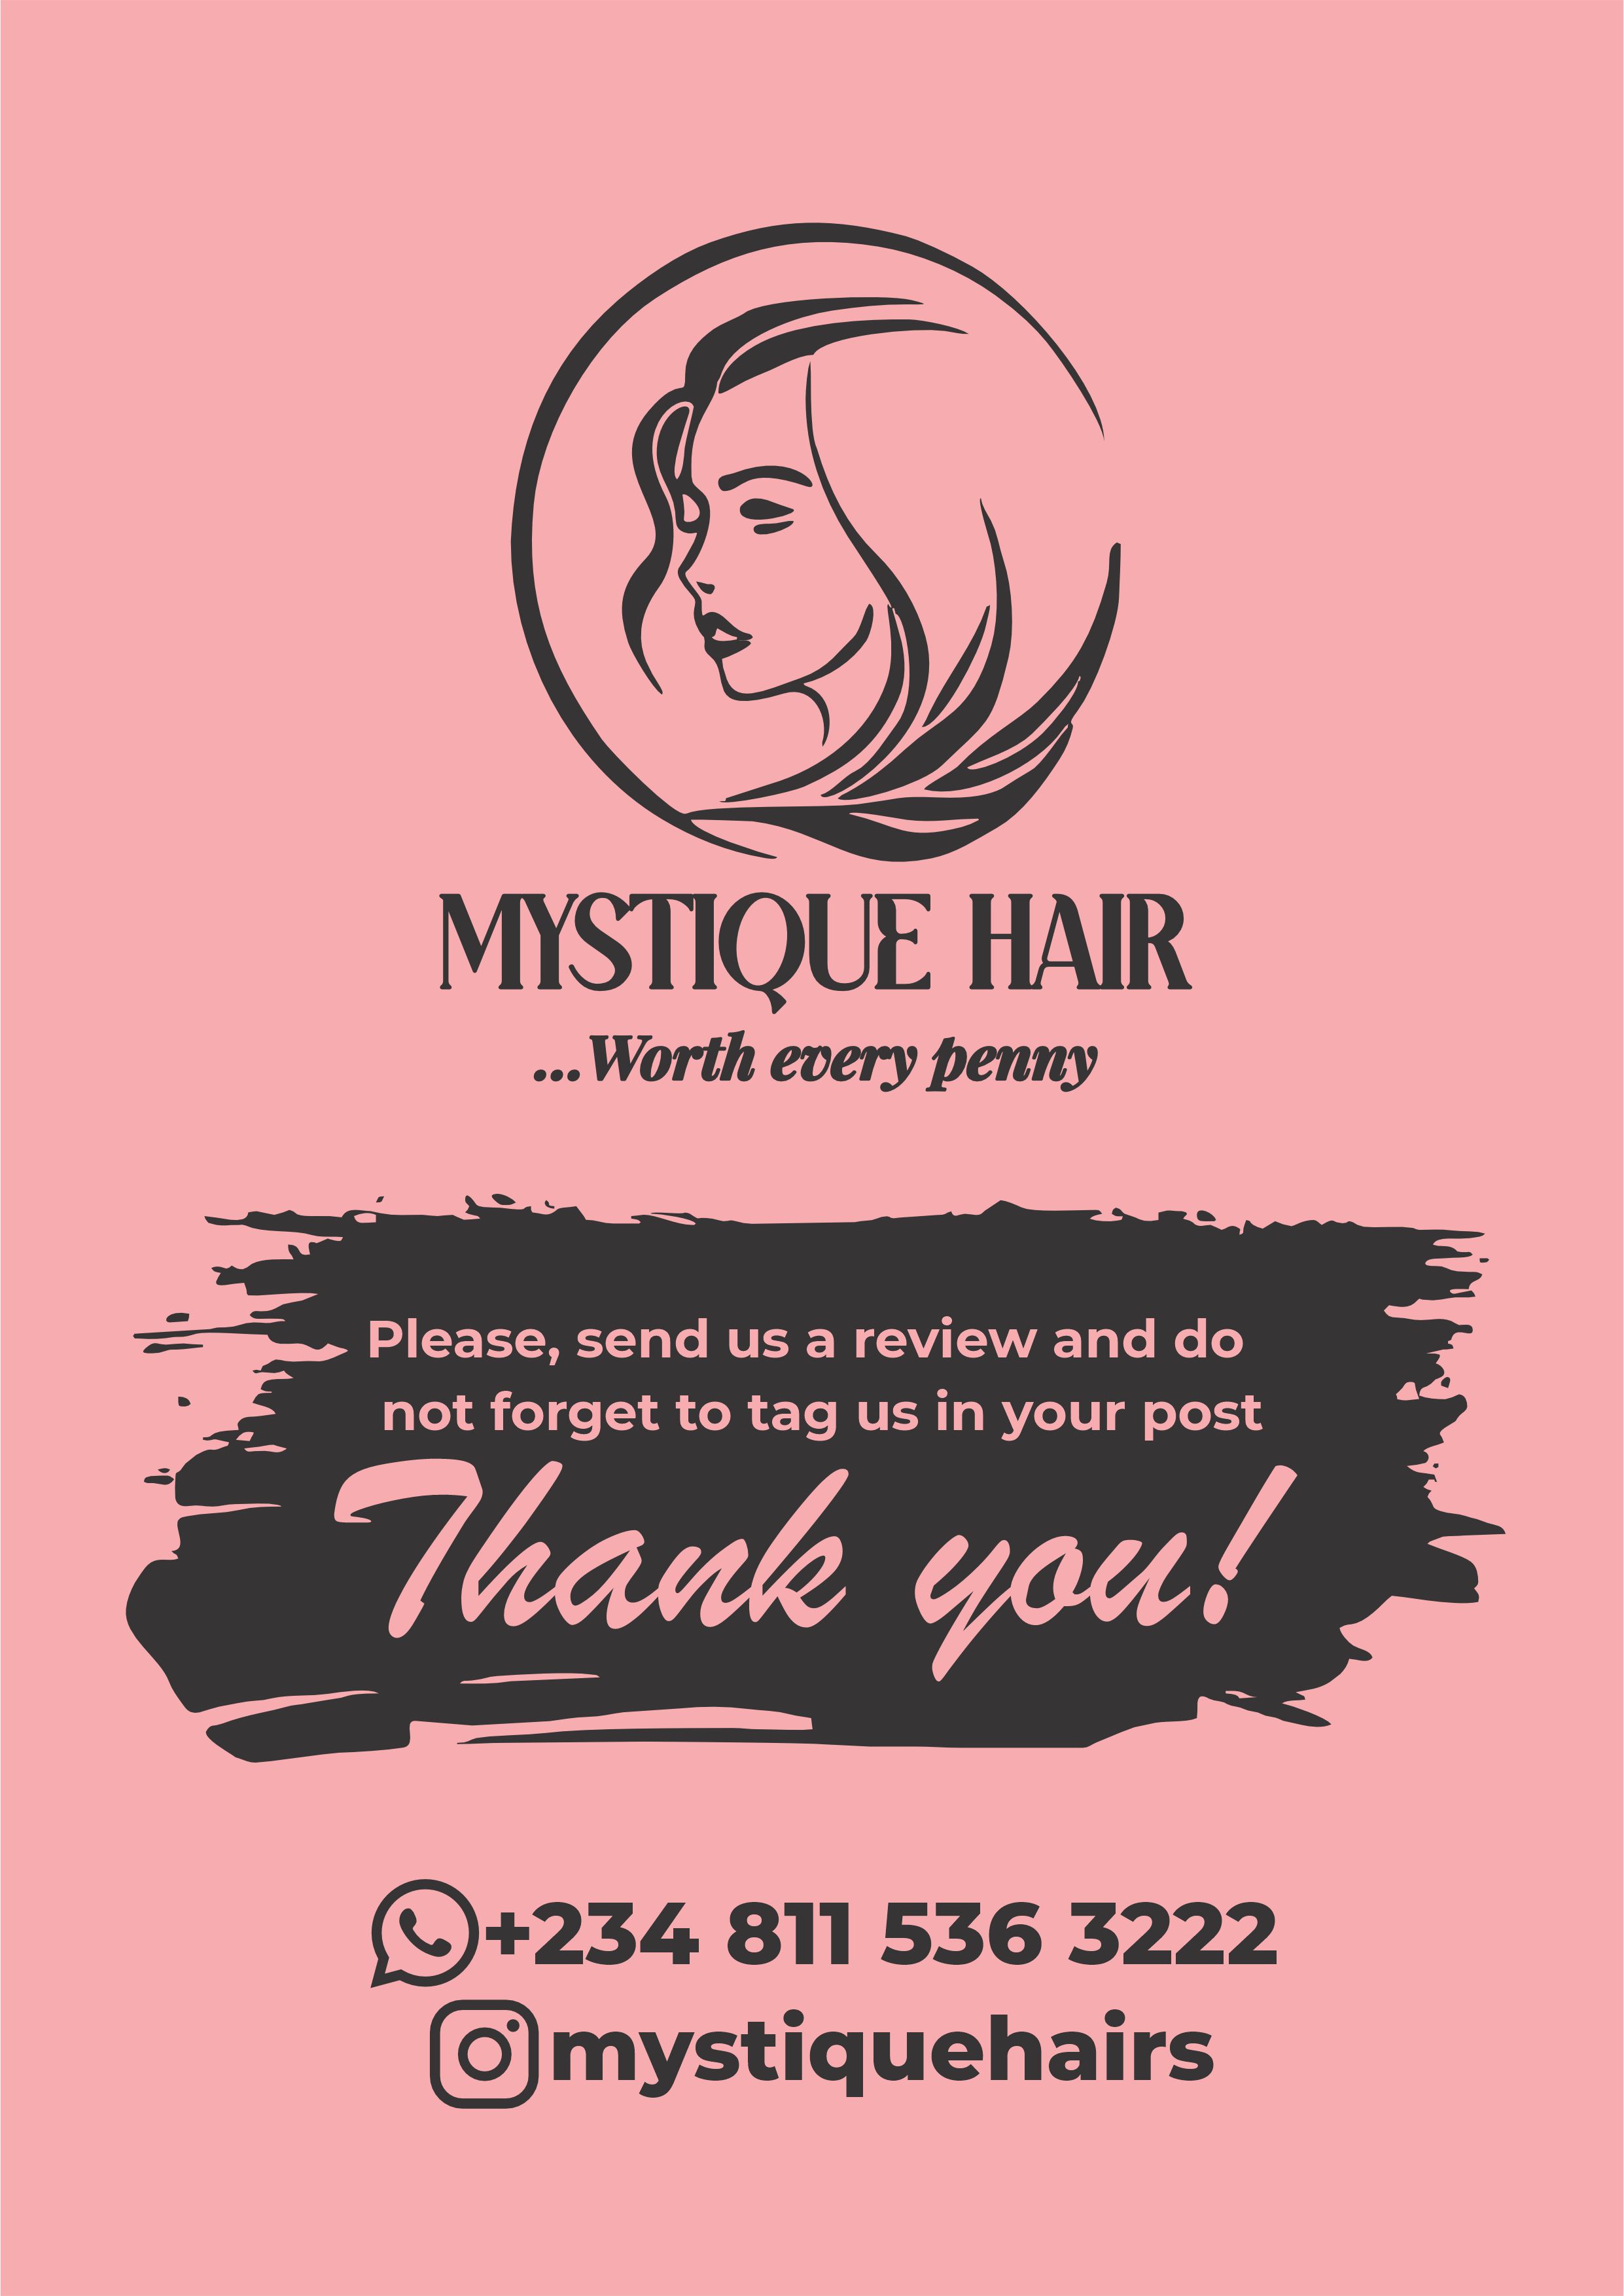 MYSTIQUE HAIR
...Worth every penny
Please, send us a review and do
not forget to tag us in your post
Thank you!
+234 811 536 3222
mystiquehairs